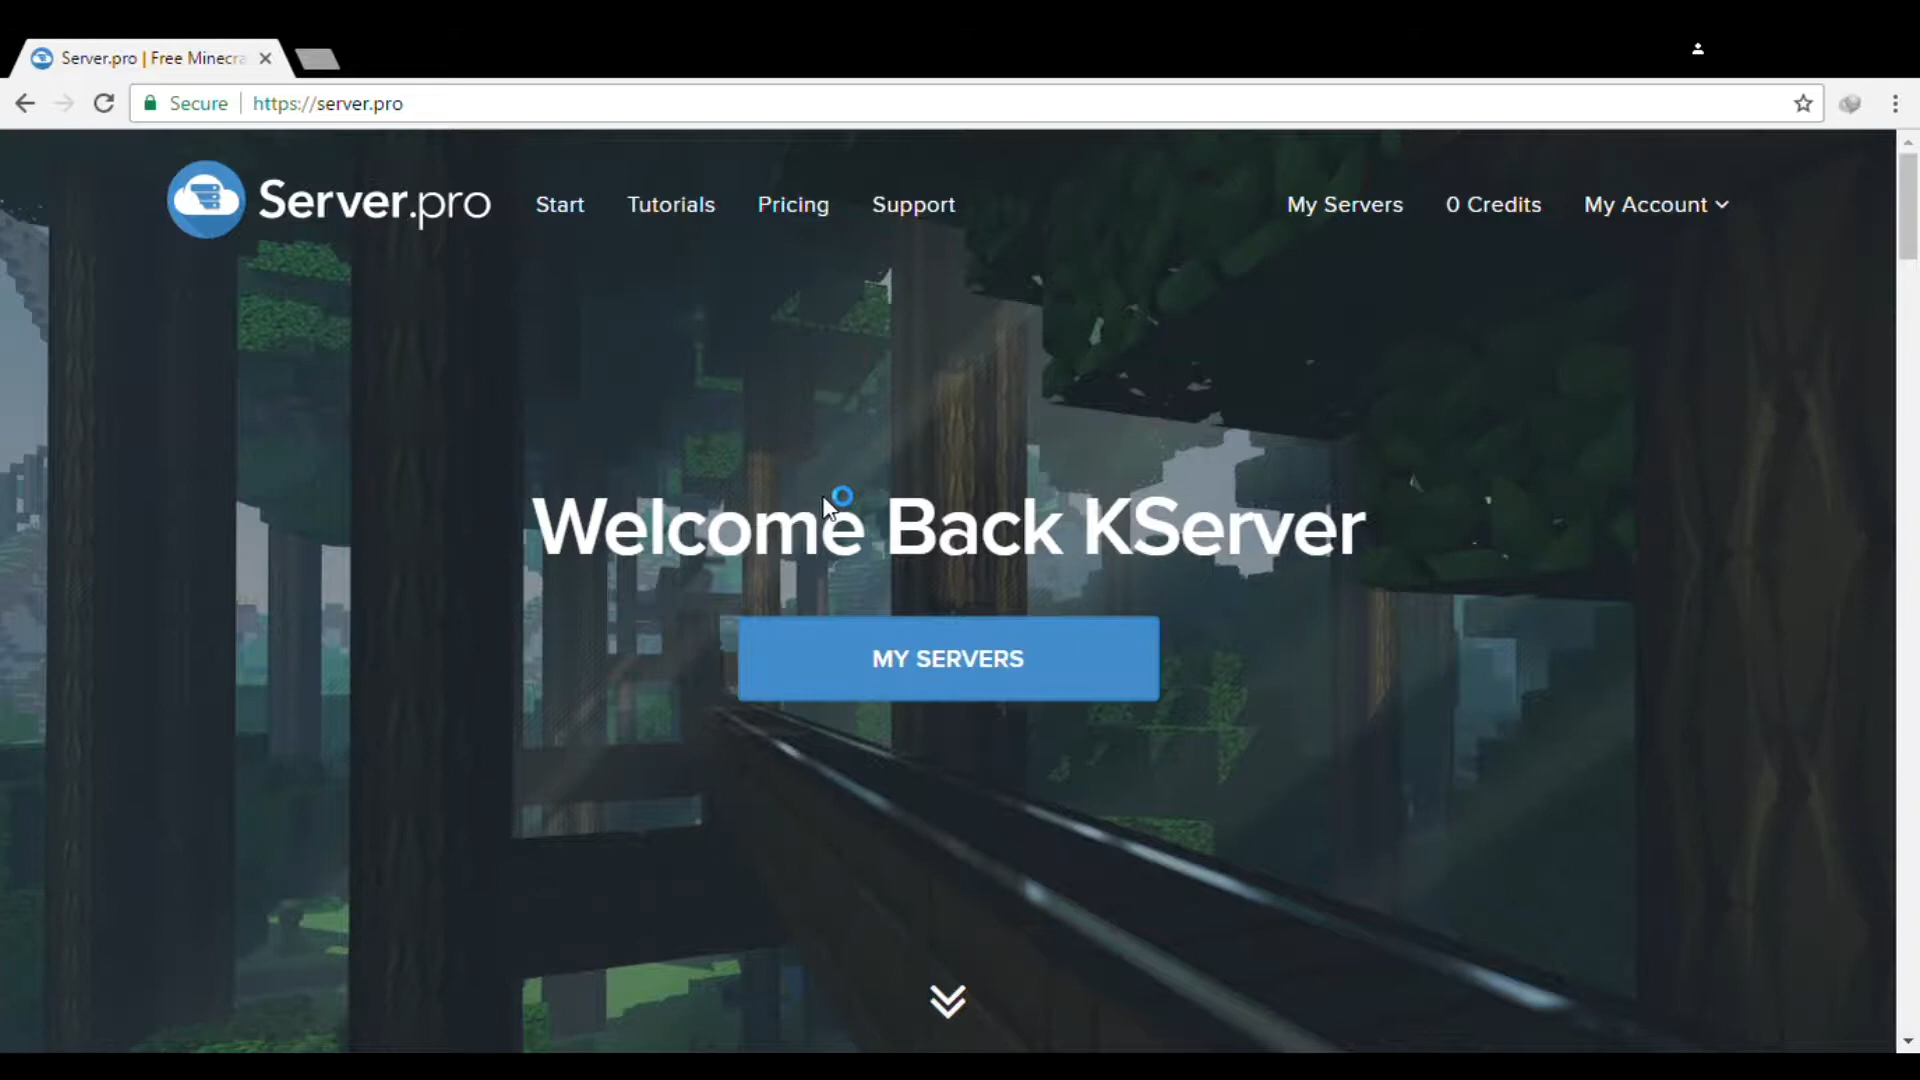 Server.pro | Free Minecra
Secure
https://server.pro
Server.pro
Start
Tutorials
Pricing
Support
My Servers
0 Credits
My Account
Welcome Back KServer
MY SERVERS